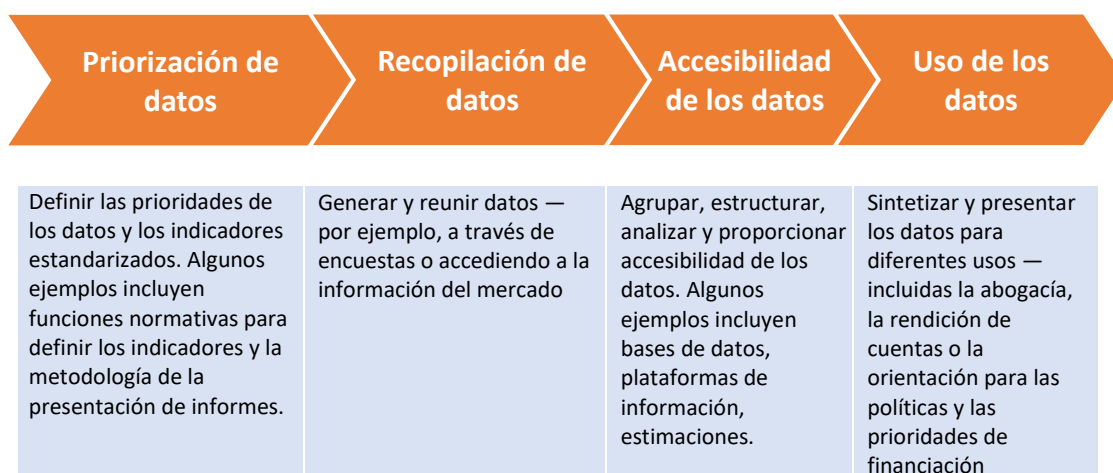 Priorización de
datos
Recopilación de
datos
Accesibilidad
de los datos
Uso de los
datos
Definir las prioridades de
los datos y los indicadores
estandarizados. Algunos
ejemplos incluyen
funciones normativas para
definir los indicadores y la
metodología de la
presentación de informes.
Generar y reunir datos —
por ejemplo, a través de
encuestas o accediendo a la
información del mercado
Agrupar, estructurar,
analizar y proporcionar
accesibilidad de los
datos. Algunos
ejemplos incluyen
bases de datos,
plataformas de
información,
estimaciones.
Sintetizar y presentar
los datos para
diferentes usos —
incluidas la abogacía,
la rendición de
cuentas o la
orientación para las
políticas y las
prioridades de
financiación